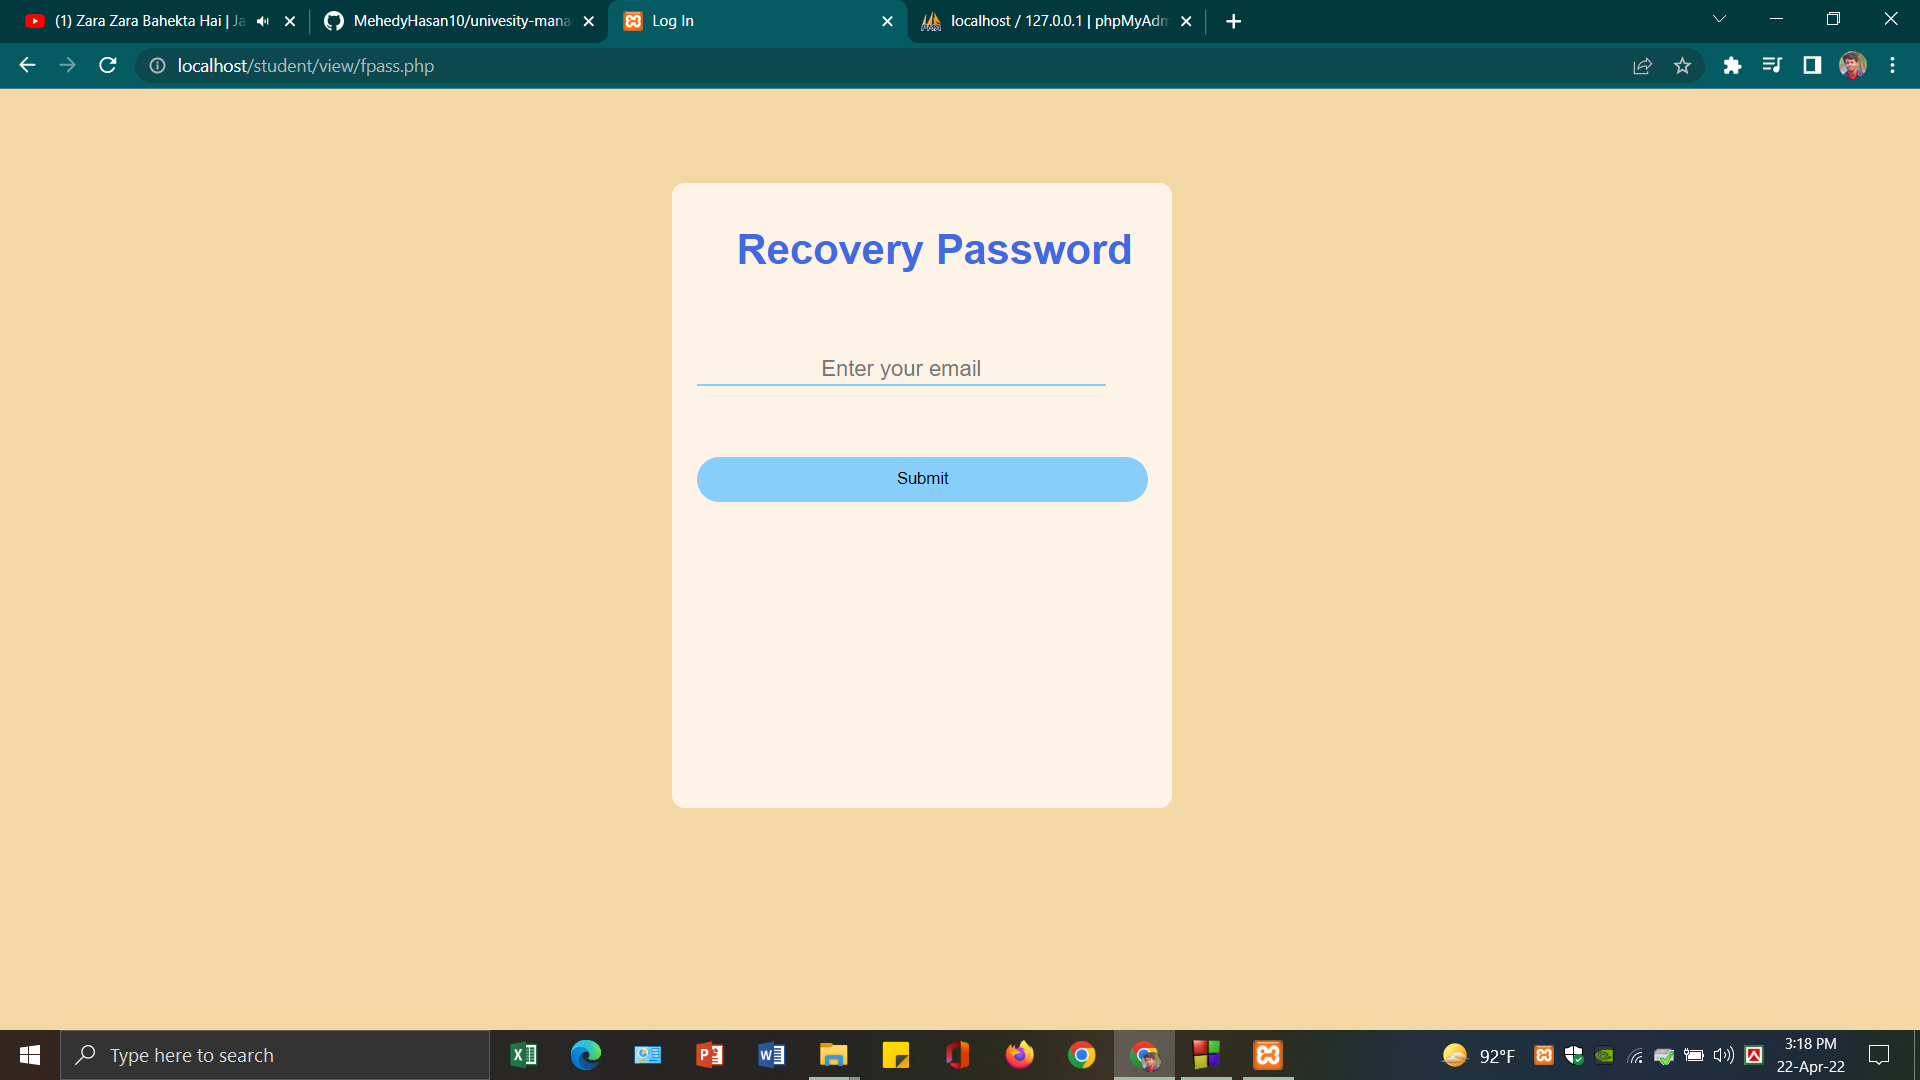 (1) Zara Zara Bahekta Hai | Ja
MehedyHasan10/univesity-mana
Log In
localhost / 127.0.0.1 | phpMyAdm
localhost/student/view/fpass.php
Recovery Password
Enter your email
Submit
Type here to search
92°F
3:18 PM
22-Apr-22